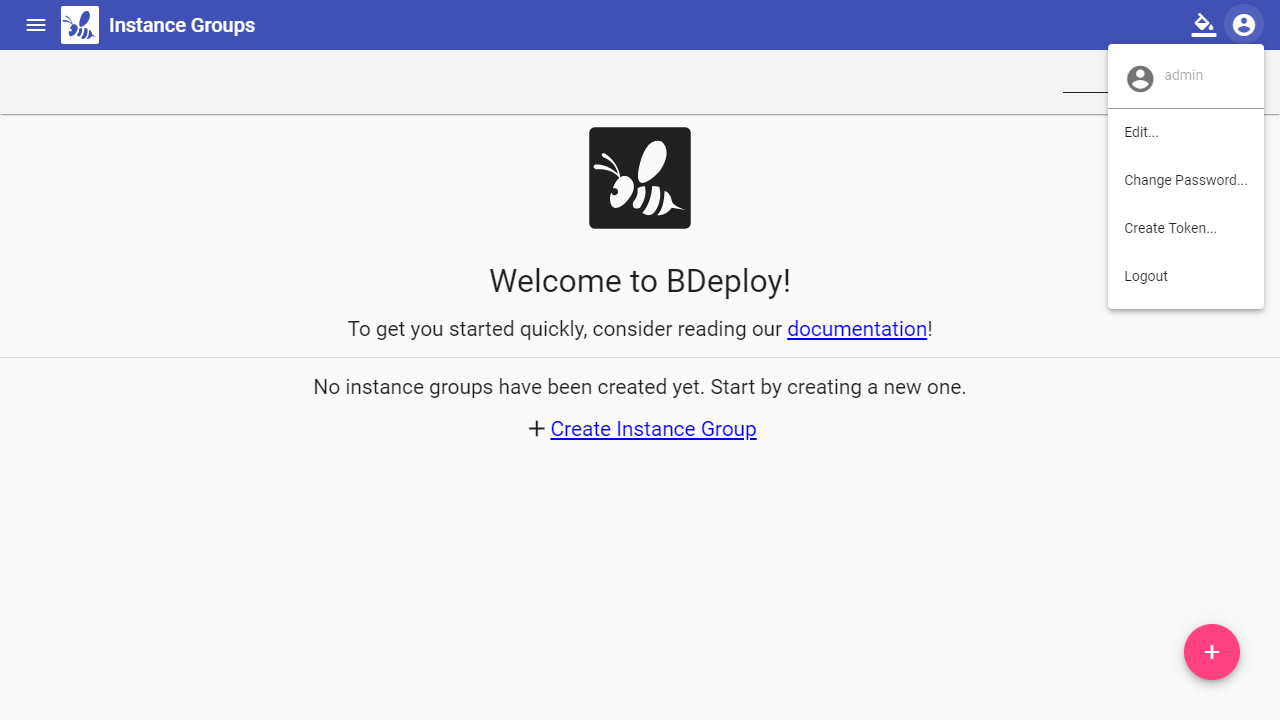 Instance Groups
admin
Edit...
Change Password...
Create Token...
Logout
Welcome to BDeploy!
To get you started quickly, consider reading our documentation!
No instance groups have been created yet. Start by creating a new one.
Create Instance Group